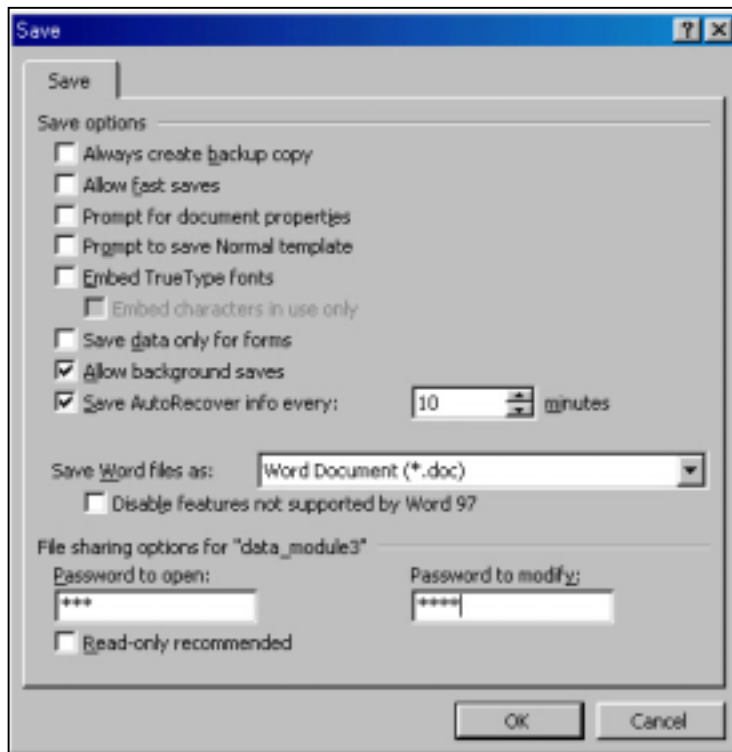 Save
Save
Save options
Always create backup copy
Allow fast saves
Prompt for document properties
Prompt to save Normal template
Embed TrueType fonts
Embed characters in use only
Save data only for forms
Allow background saves
Save AutoRecover info every: 10 minutes
Save Word files as: Word Document (*.doc)
Disable features not supported by Word 97
File sharing options for "data_module3"
Password to open: Password to modify:
*** ****
Read-only recommended
OK Cancel